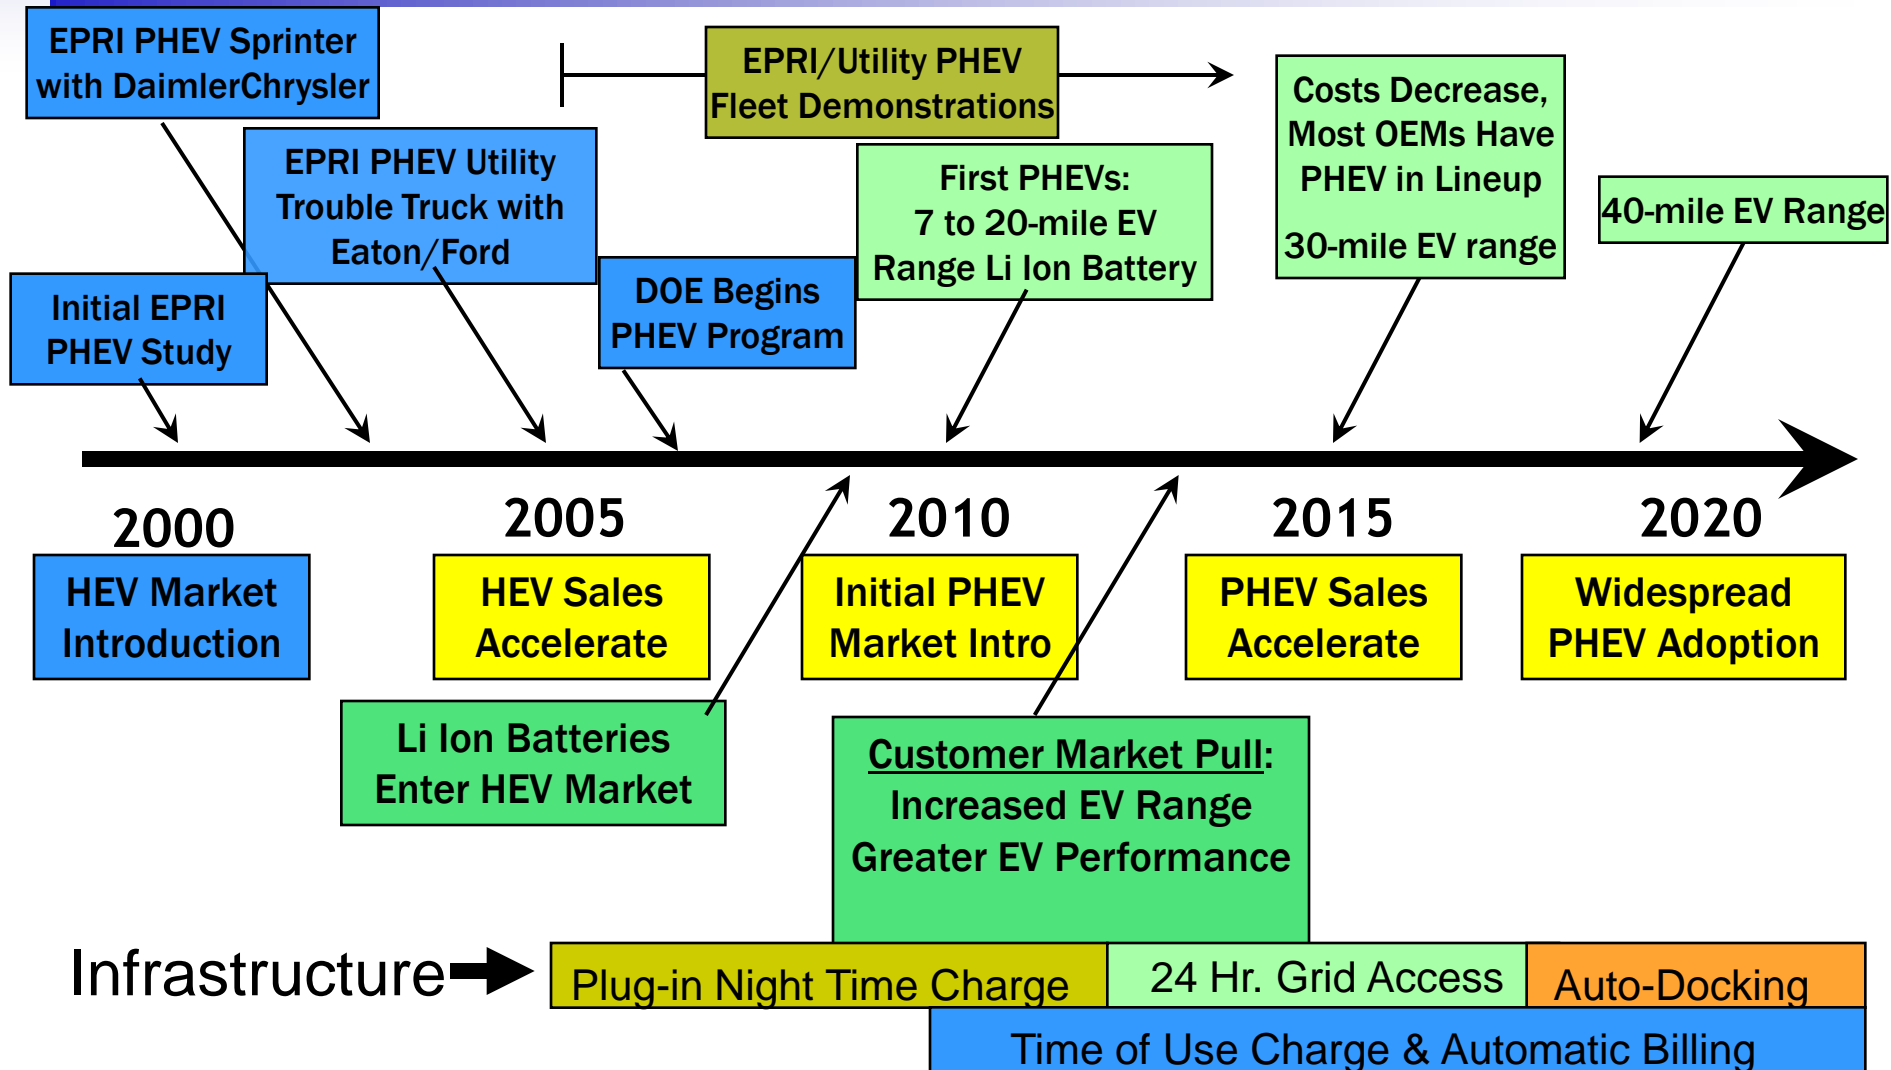 EPRI PHEV Sprinter
with DaimlerChrysler
EPRI/Utility PHEV
Fleet Demonstrations
Costs Decrease,
Most OEMs Have
PHEV in Lineup
30-mile EV range
EPRI PHEV Utility
Trouble Truck with
Eaton/Ford
First PHEVs:
7 to 20-mile EV
Range Li Ion Battery
40-mile EV Range
Initial EPRI
PHEV Study
DOE Begins
PHEV Program
2000
2005
2010
2015
2020
HEV Market
Introduction
HEV Sales
Accelerate
Initial PHEV
Market Intro
PHEV Sales
Accelerate
Widespread
PHEV Adoption
Li Ion Batteries
Enter HEV Market
Customer Market Pull:
Increased EV Range
Greater EV Performance
Infrastructure
Plug-in Night Time Charge
24 Hr. Grid Access
Auto-Docking
Time of Use Charge & Automatic Billing